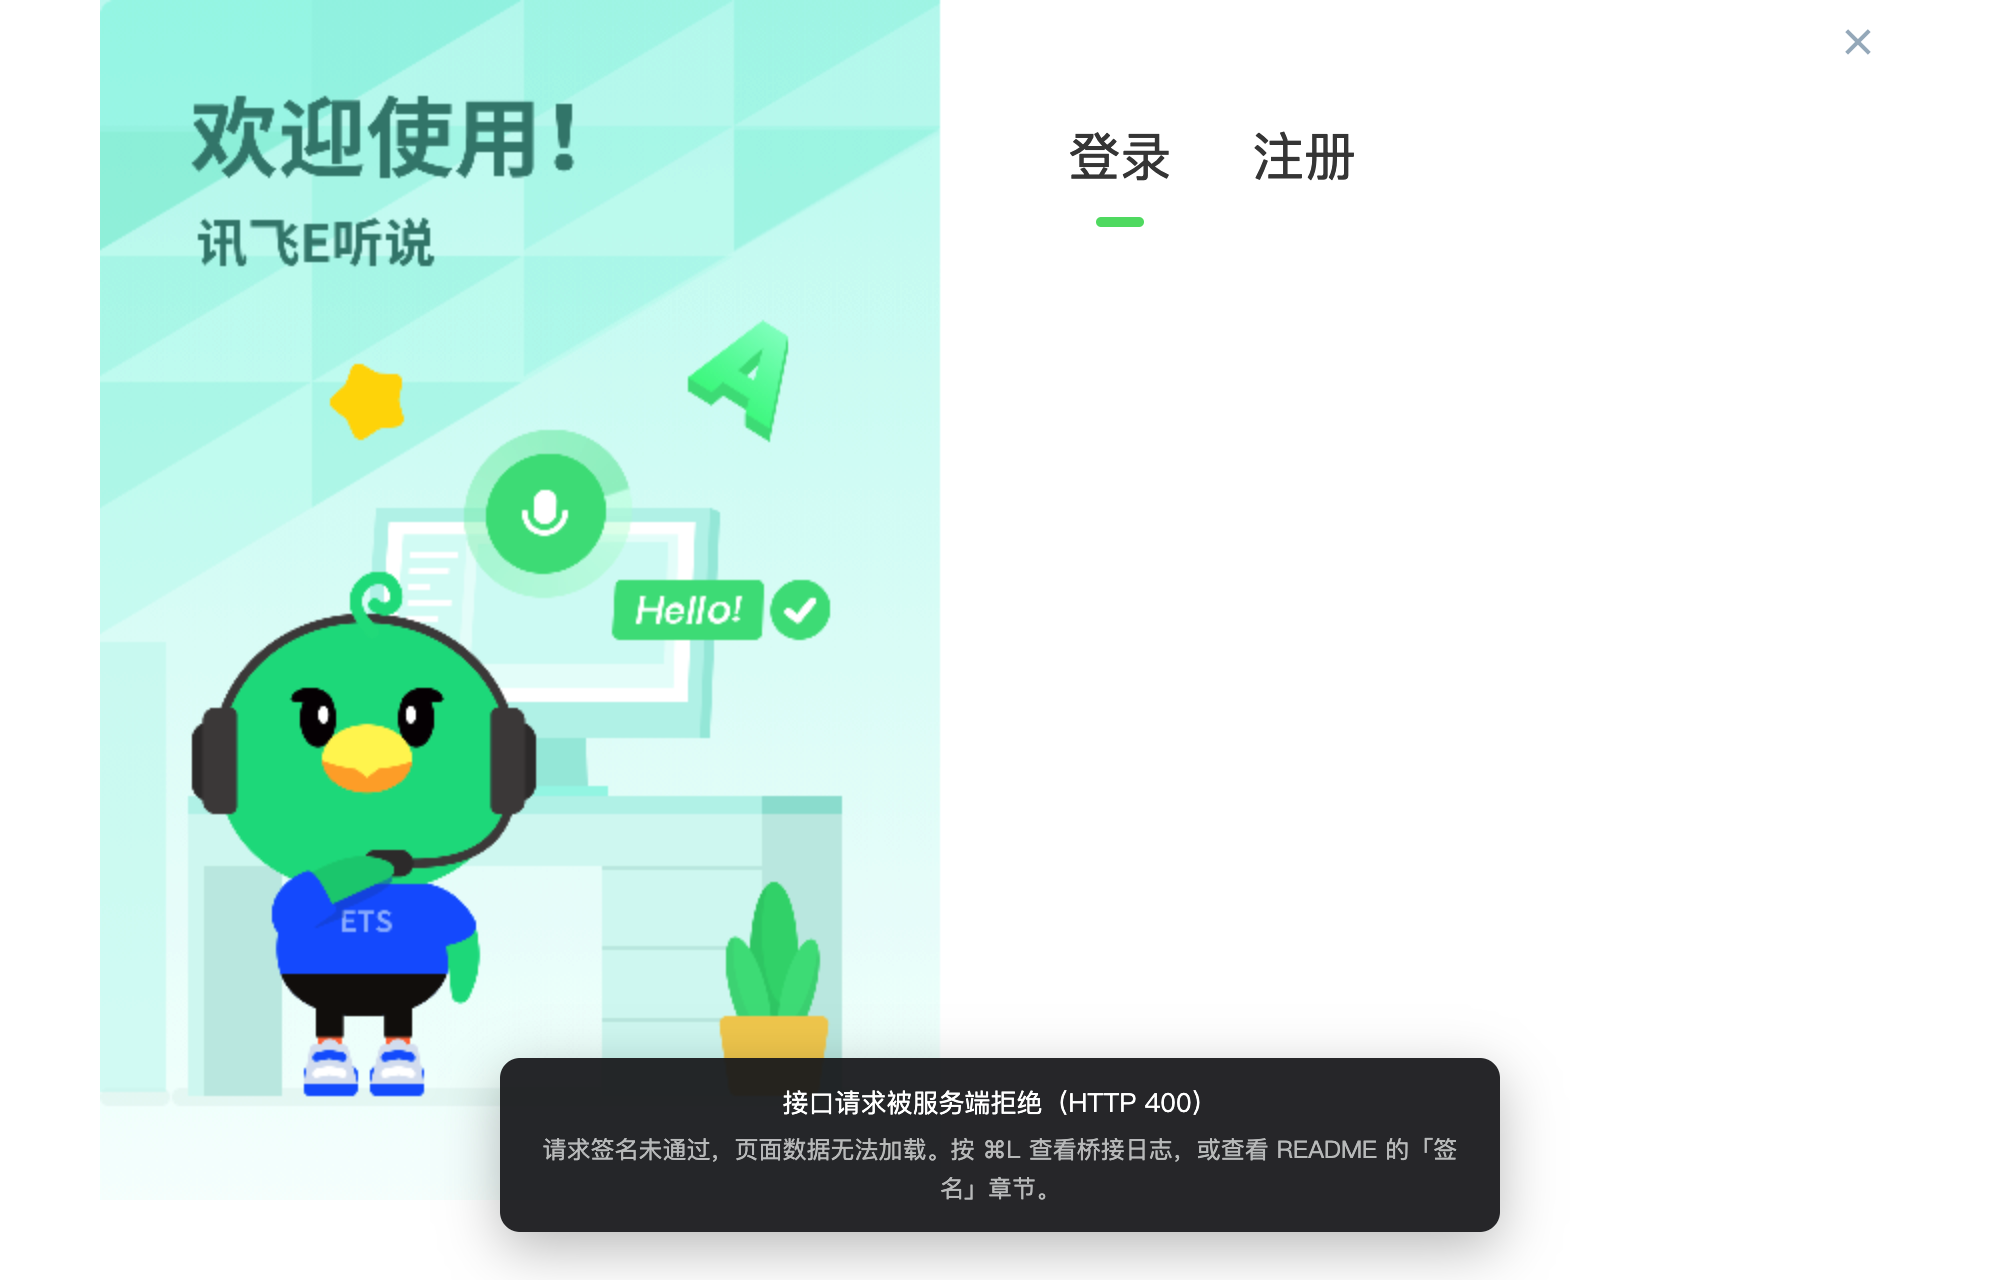 欢迎使用!
讯飞E听说
登录 注册
Hello!
ETS
接口请求被服务端拒绝（HTTP 400）
请求签名未通过，页面数据无法加载。按 ⌘L 查看桥接日志，或查看 README 的「签
名」章节。